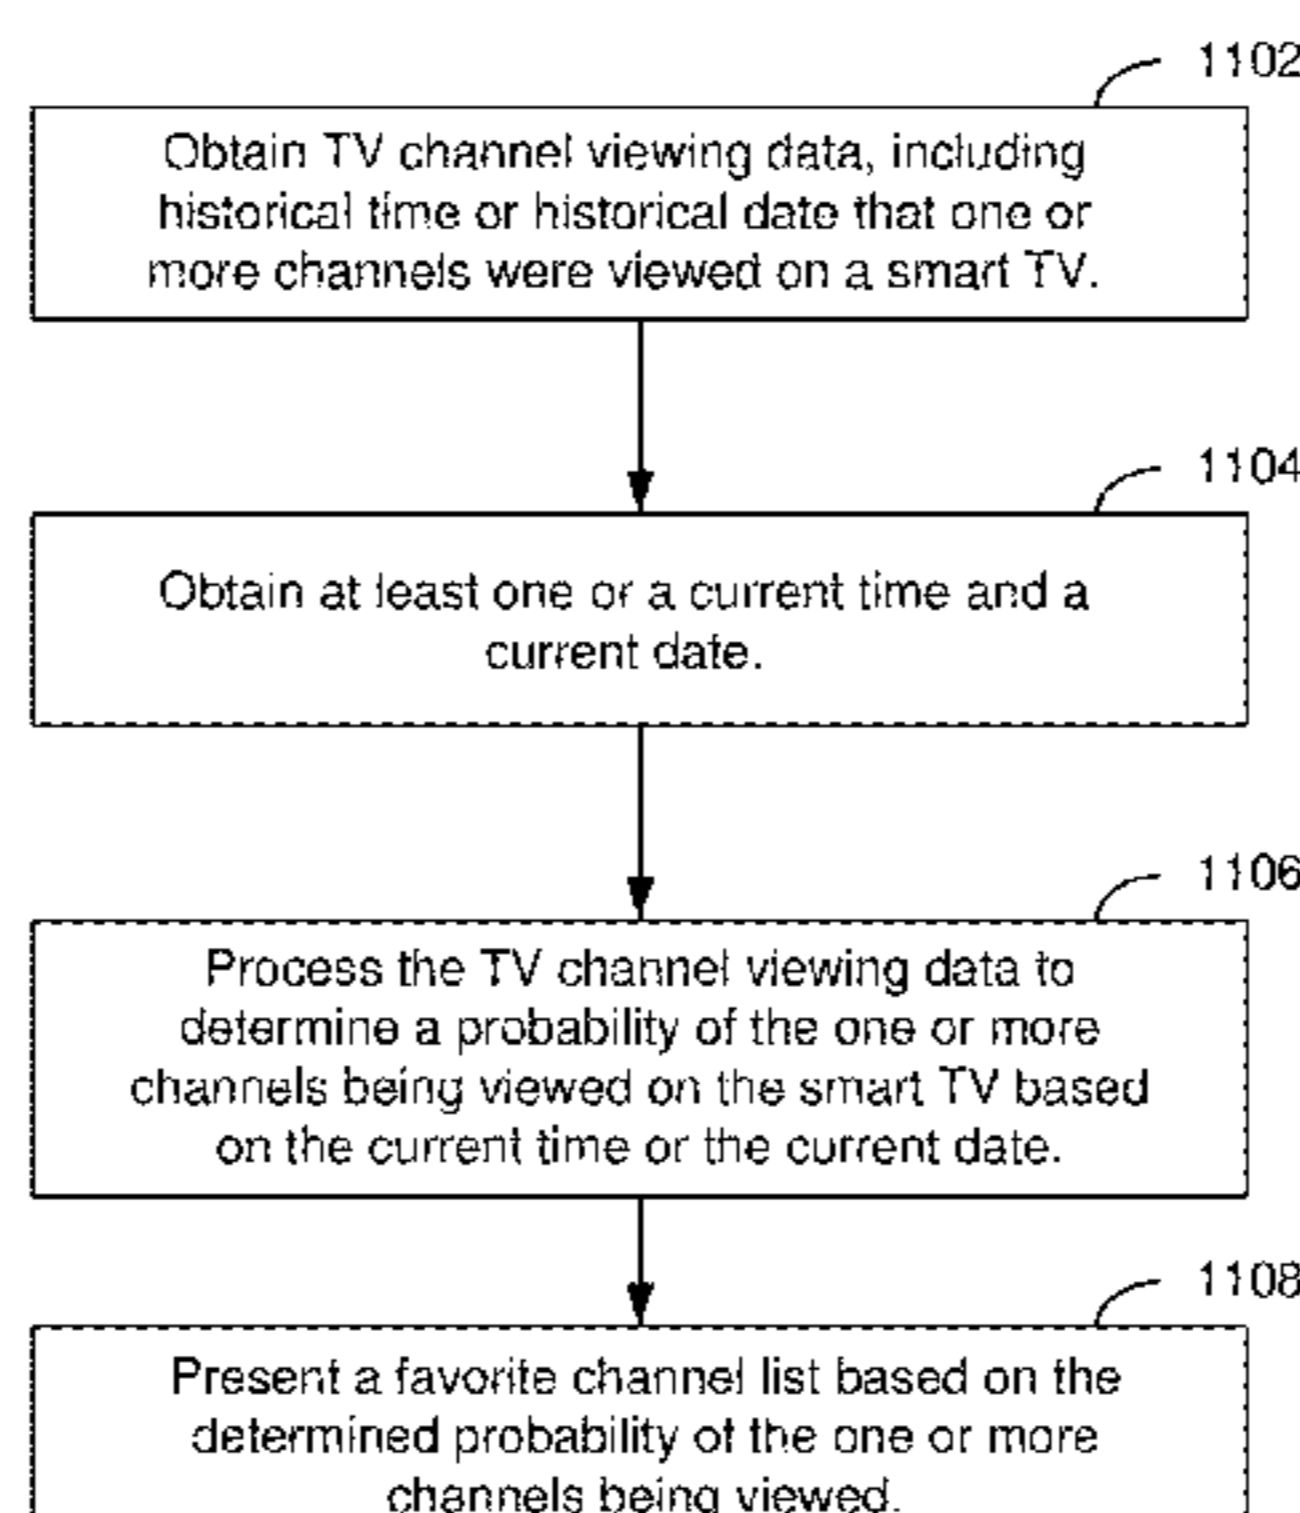 1102
Obtain TV channel viewing data, including
historical time or historical date that one or
more channels were viewed on a smart TV.
1104
Obtain at least one or a current time and a
current date.
1106
Process the TV channel viewing data to
determine a probability of the one or more
channels being viewed on the smart TV based
on the current time or the current date.
1108
Present a favorite channel list based on the
determined probability of the one or more
channels being viewed.